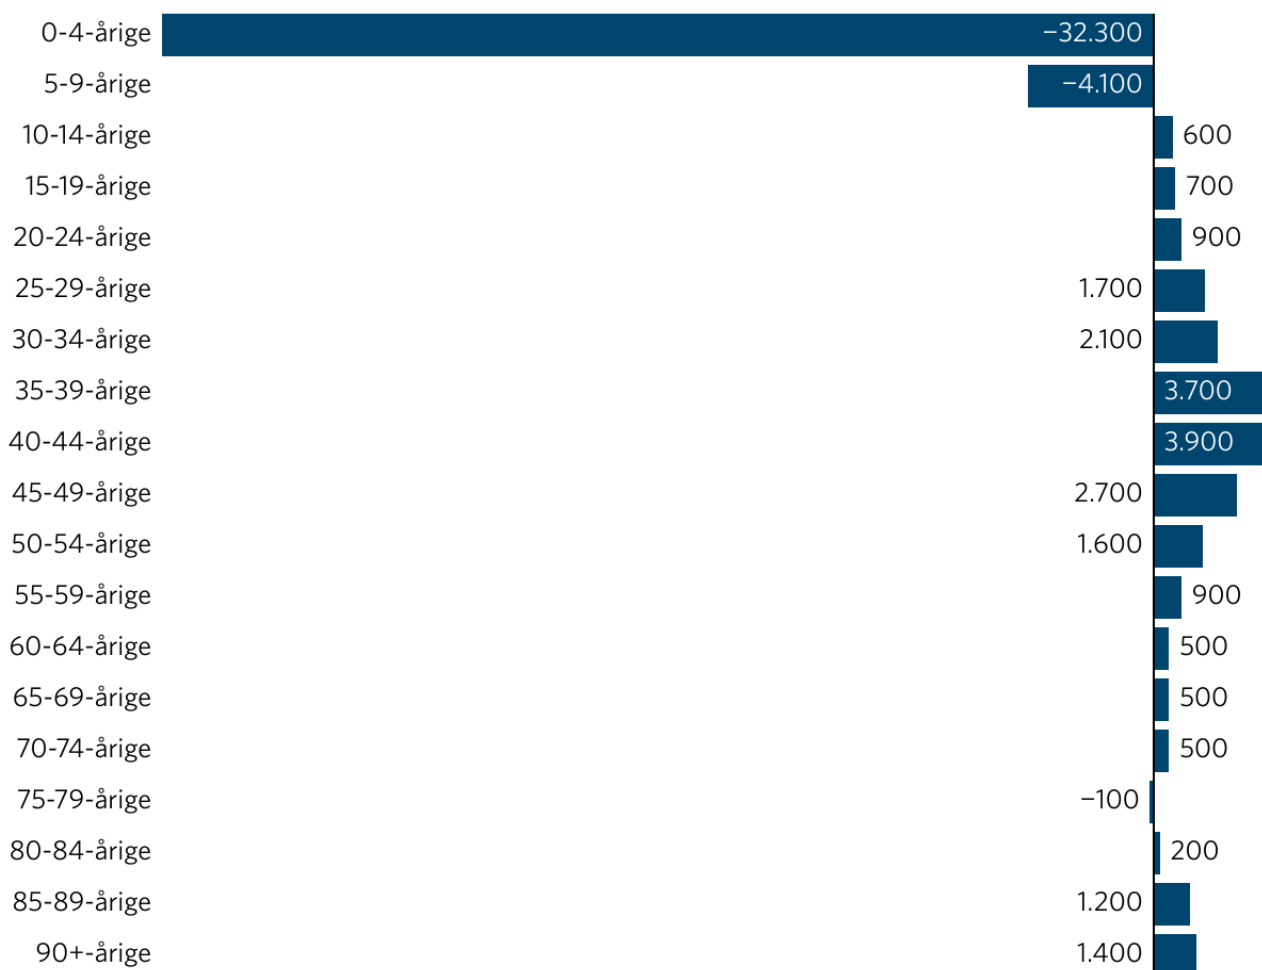 0-4-årige −32.300
5-9-årige −4.100
10-14-årige 600
15-19-årige 700
20-24-årige 900
25-29-årige 1.700
30-34-årige 2.100
35-39-årige 3.700
40-44-årige 3.900
45-49-årige 2.700
50-54-årige 1.600
55-59-årige 900
60-64-årige 500
65-69-årige 500
70-74-årige 500
75-79-årige −100
80-84-årige 200
85-89-årige 1.200
90+-årige 1.400